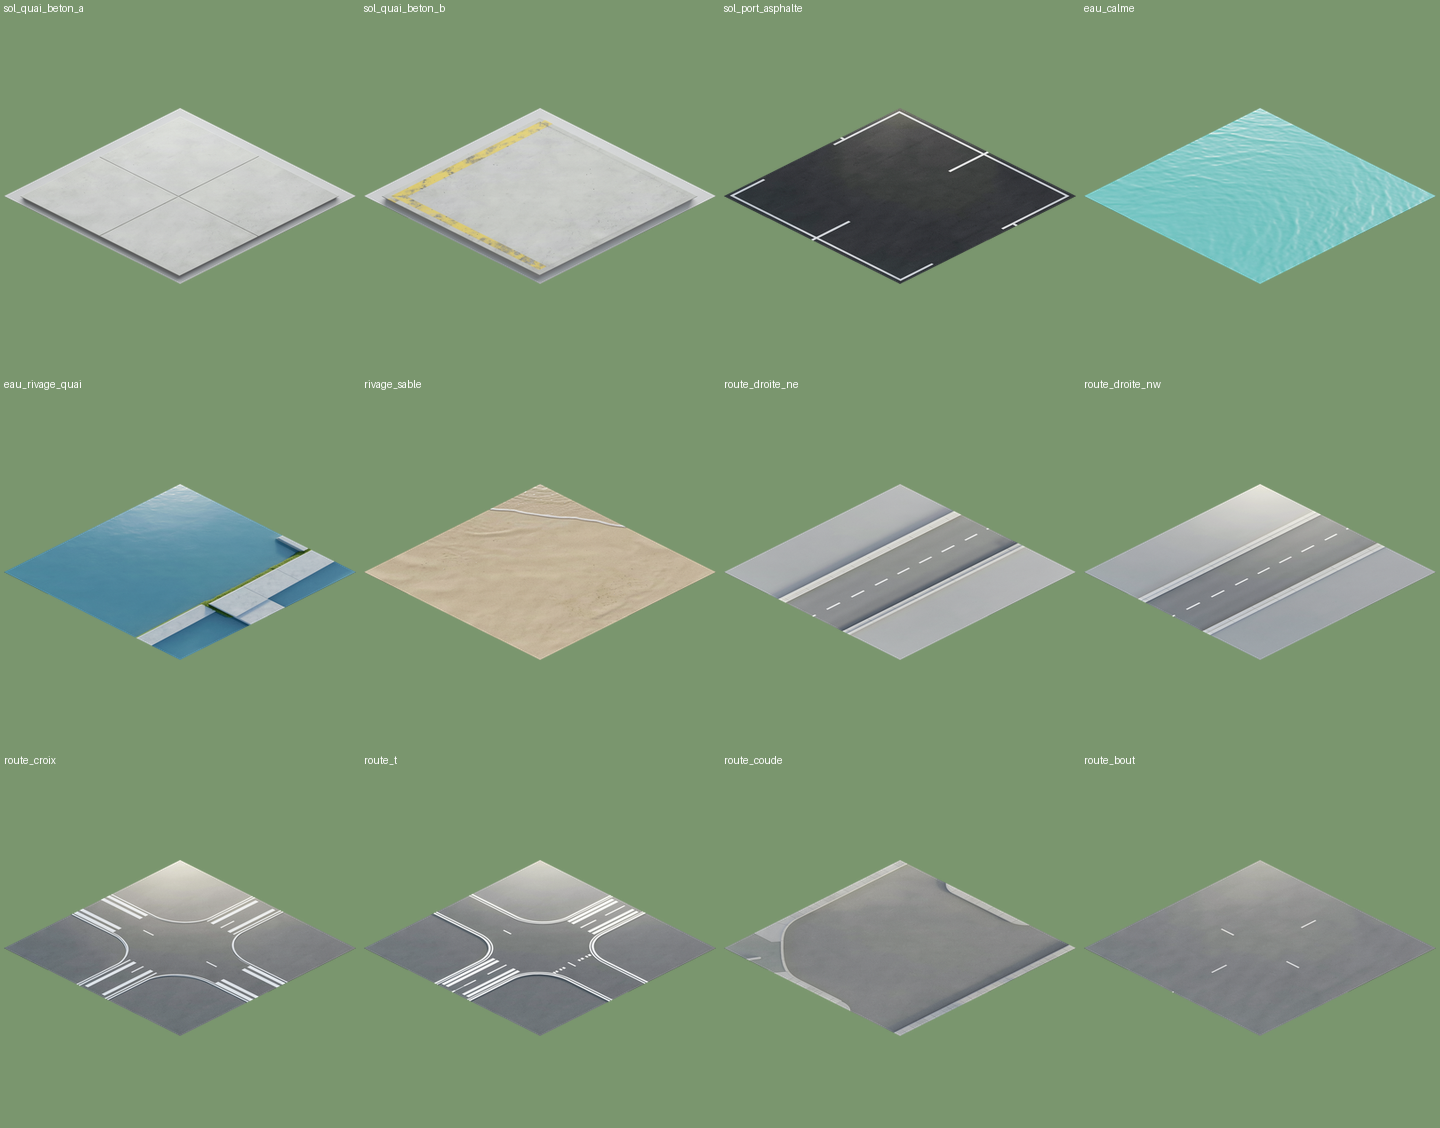 sol_quai_beton_a
sol_quai_beton_b
sol_port_asphalte
eau_calme
eau_rivage_quai
rivage_sable
route_droite_ne
route_droite_nw
route_croix
route_t
route_coude
route_bout